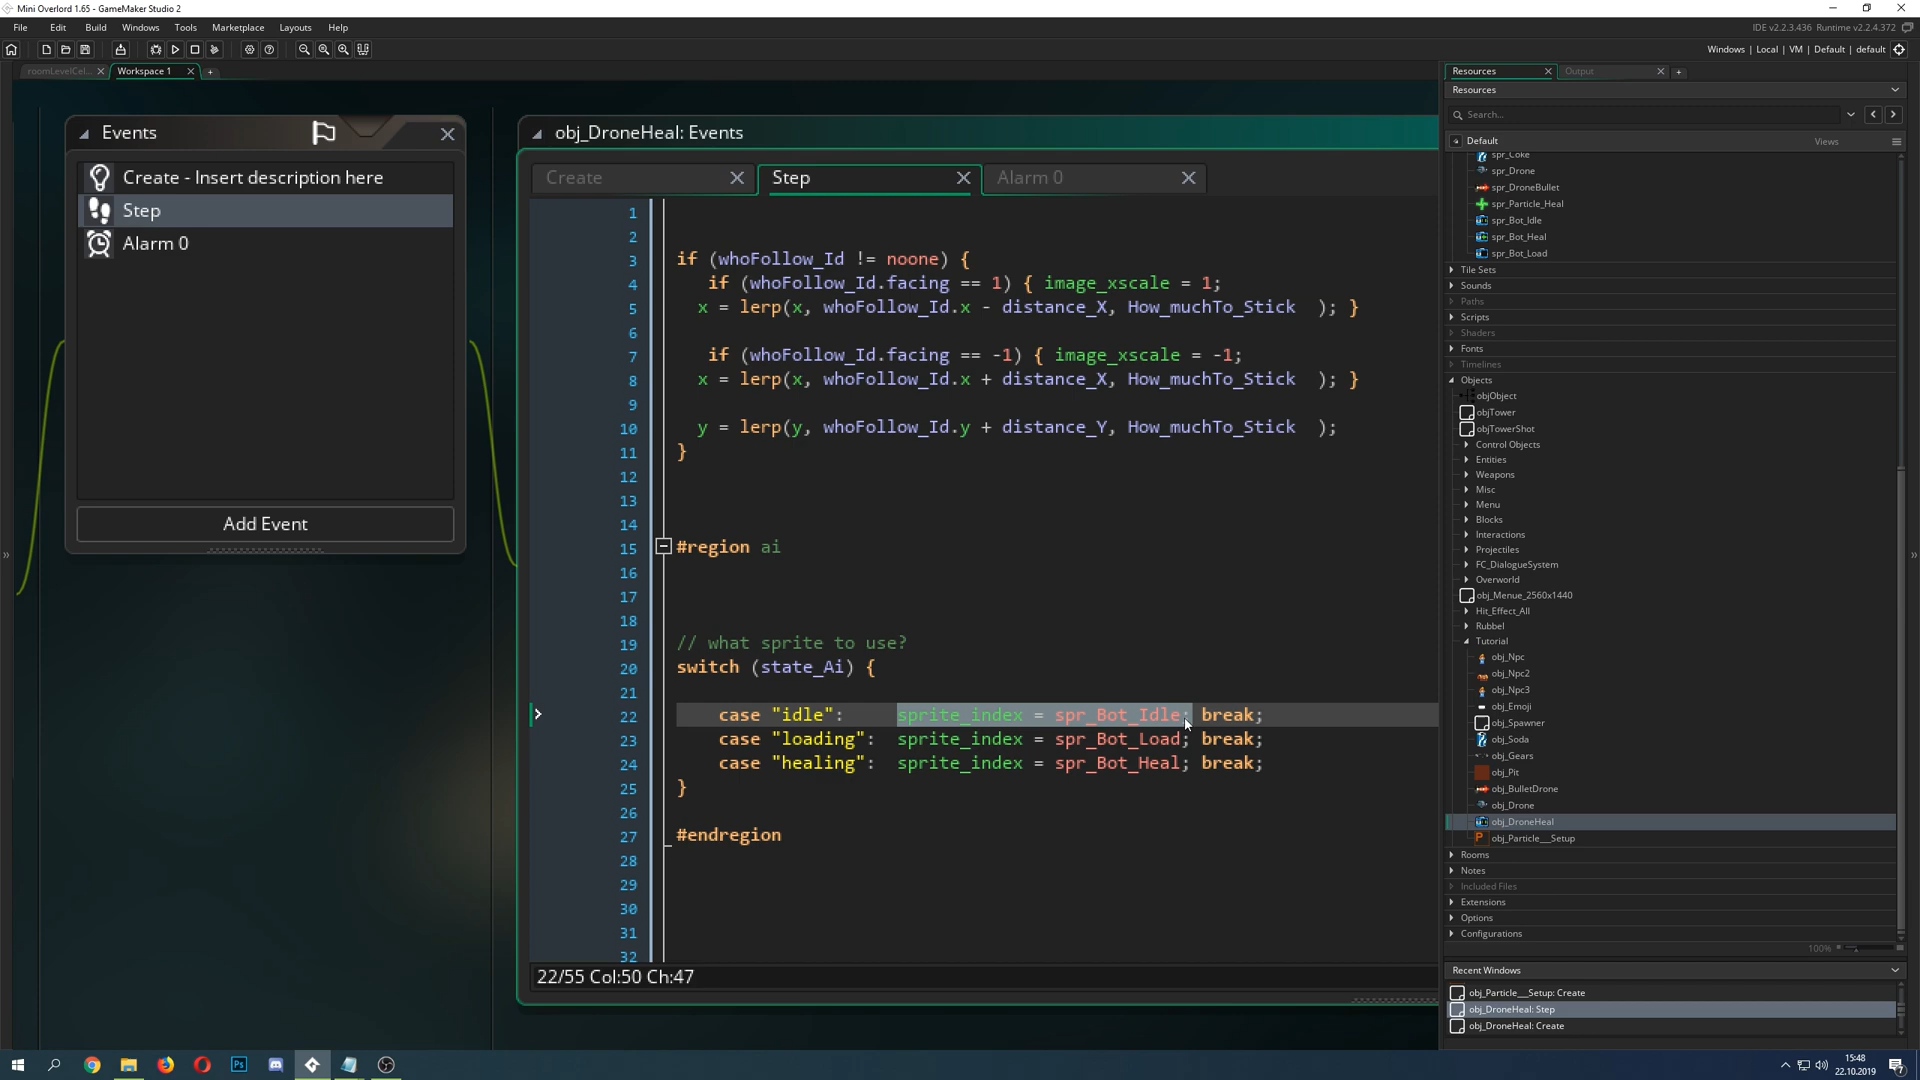 Mini Overlord 1.65 - GameMaker Studio 2
File Edit Build Windows Tools Marketplace Layouts Help
IDE v2.2.3.436 Runtime v2.2.4.372
Windows | Local | VM | Default | default
roomLevelCel...
Workspace 1
Events
Create - Insert description here
Step
Alarm 0
Add Event
obj_DroneHeal: Events
Create
Step
Alarm 0
1
2
3 if (whoFollow_Id != noone) {
4 if (whoFollow_Id.facing == 1) { image_xscale = 1;
5 x = lerp(x, whoFollow_Id.x - distance_X, How_muchTo_Stick ); }
6
7 if (whoFollow_Id.facing == -1) { image_xscale = -1;
8 x = lerp(x, whoFollow_Id.x + distance_X, How_muchTo_Stick ); }
9
10 y = lerp(y, whoFollow_Id.y + distance_Y, How_muchTo_Stick );
11 }
12
13
14
15 #region ai
16
17
18
19 // what sprite to use?
20 switch (state_Ai) {
21
22 case "idle": sprite_index = spr_Bot_Idle; break;
23 case "loading": sprite_index = spr_Bot_Load; break;
24 case "healing": sprite_index = spr_Bot_Heal; break;
25 }
26
27 #endregion
28
29
30
31
32
22/55 Col:50 Ch:47
Resources
Output
Resources
Search...
Default
Views
spr_Coke
spr_Drone
spr_DroneBullet
spr_Particle_Heal
spr_Bot_Idle
spr_Bot_Heal
spr_Bot_Load
Tile Sets
Sounds
Paths
Scripts
Shaders
Fonts
Timelines
Objects
objObject
objTower
objTowerShot
Control Objects
Entities
Weapons
Misc
Menu
Blocks
Interactions
Projectiles
FC_DialogueSystem
Overworld
obj_Menue_2560x1440
Hit_Effect_All
Rubbel
Tutorial
obj_Npc
obj_Npc2
obj_Npc3
obj_Emoji
obj_Spawner
obj_Soda
obj_Gears
obj_Pit
obj_BulletDrone
obj_Drone
obj_DroneHeal
obj_Particle__Setup
Rooms
Notes
Included Files
Extensions
Options
Configurations
100%
Recent Windows
obj_Particle__Setup: Create
obj_DroneHeal: Step
obj_DroneHeal: Create
Ps
15:48
22.10.2019
7